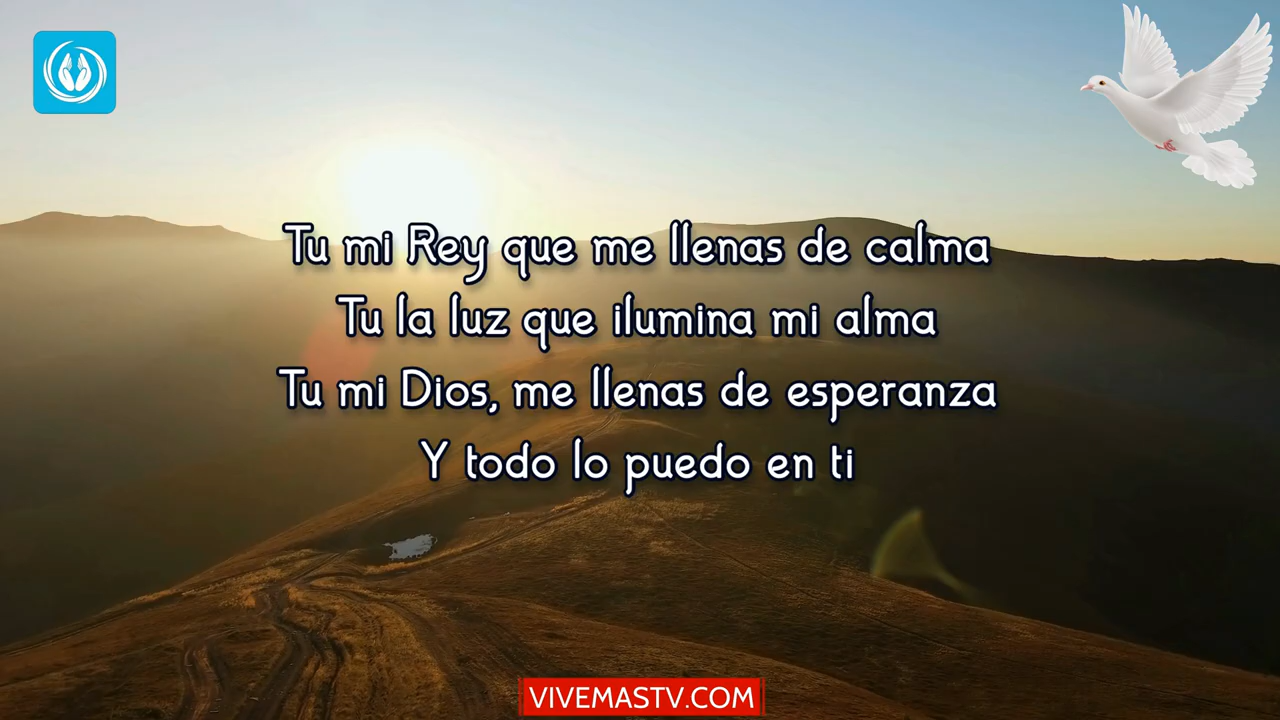 Tu mi Rey que me llenas de calma
Tu la luz que ilumina mi alma
Tu mi Dios, me llenas de esperanza
Y todo lo puedo en ti
VIVEMASTV.COM